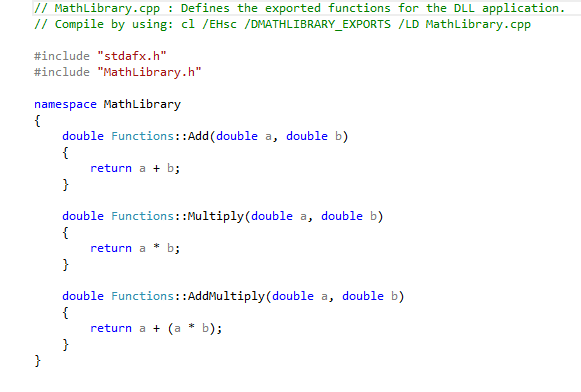 // MathLibrary.cpp : Defines the exported functions for the DLL application.
// Compile by using: cl /EHsc /DMATHLIBRARY_EXPORTS /LD MathLibrary.cpp

#include "stdafx.h"
#include "MathLibrary.h"

namespace MathLibrary
{
    double Functions::Add(double a, double b)
    {
        return a + b;
    }

    double Functions::Multiply(double a, double b)
    {
        return a * b;
    }

    double Functions::AddMultiply(double a, double b)
    {
        return a + (a * b);
    }
}